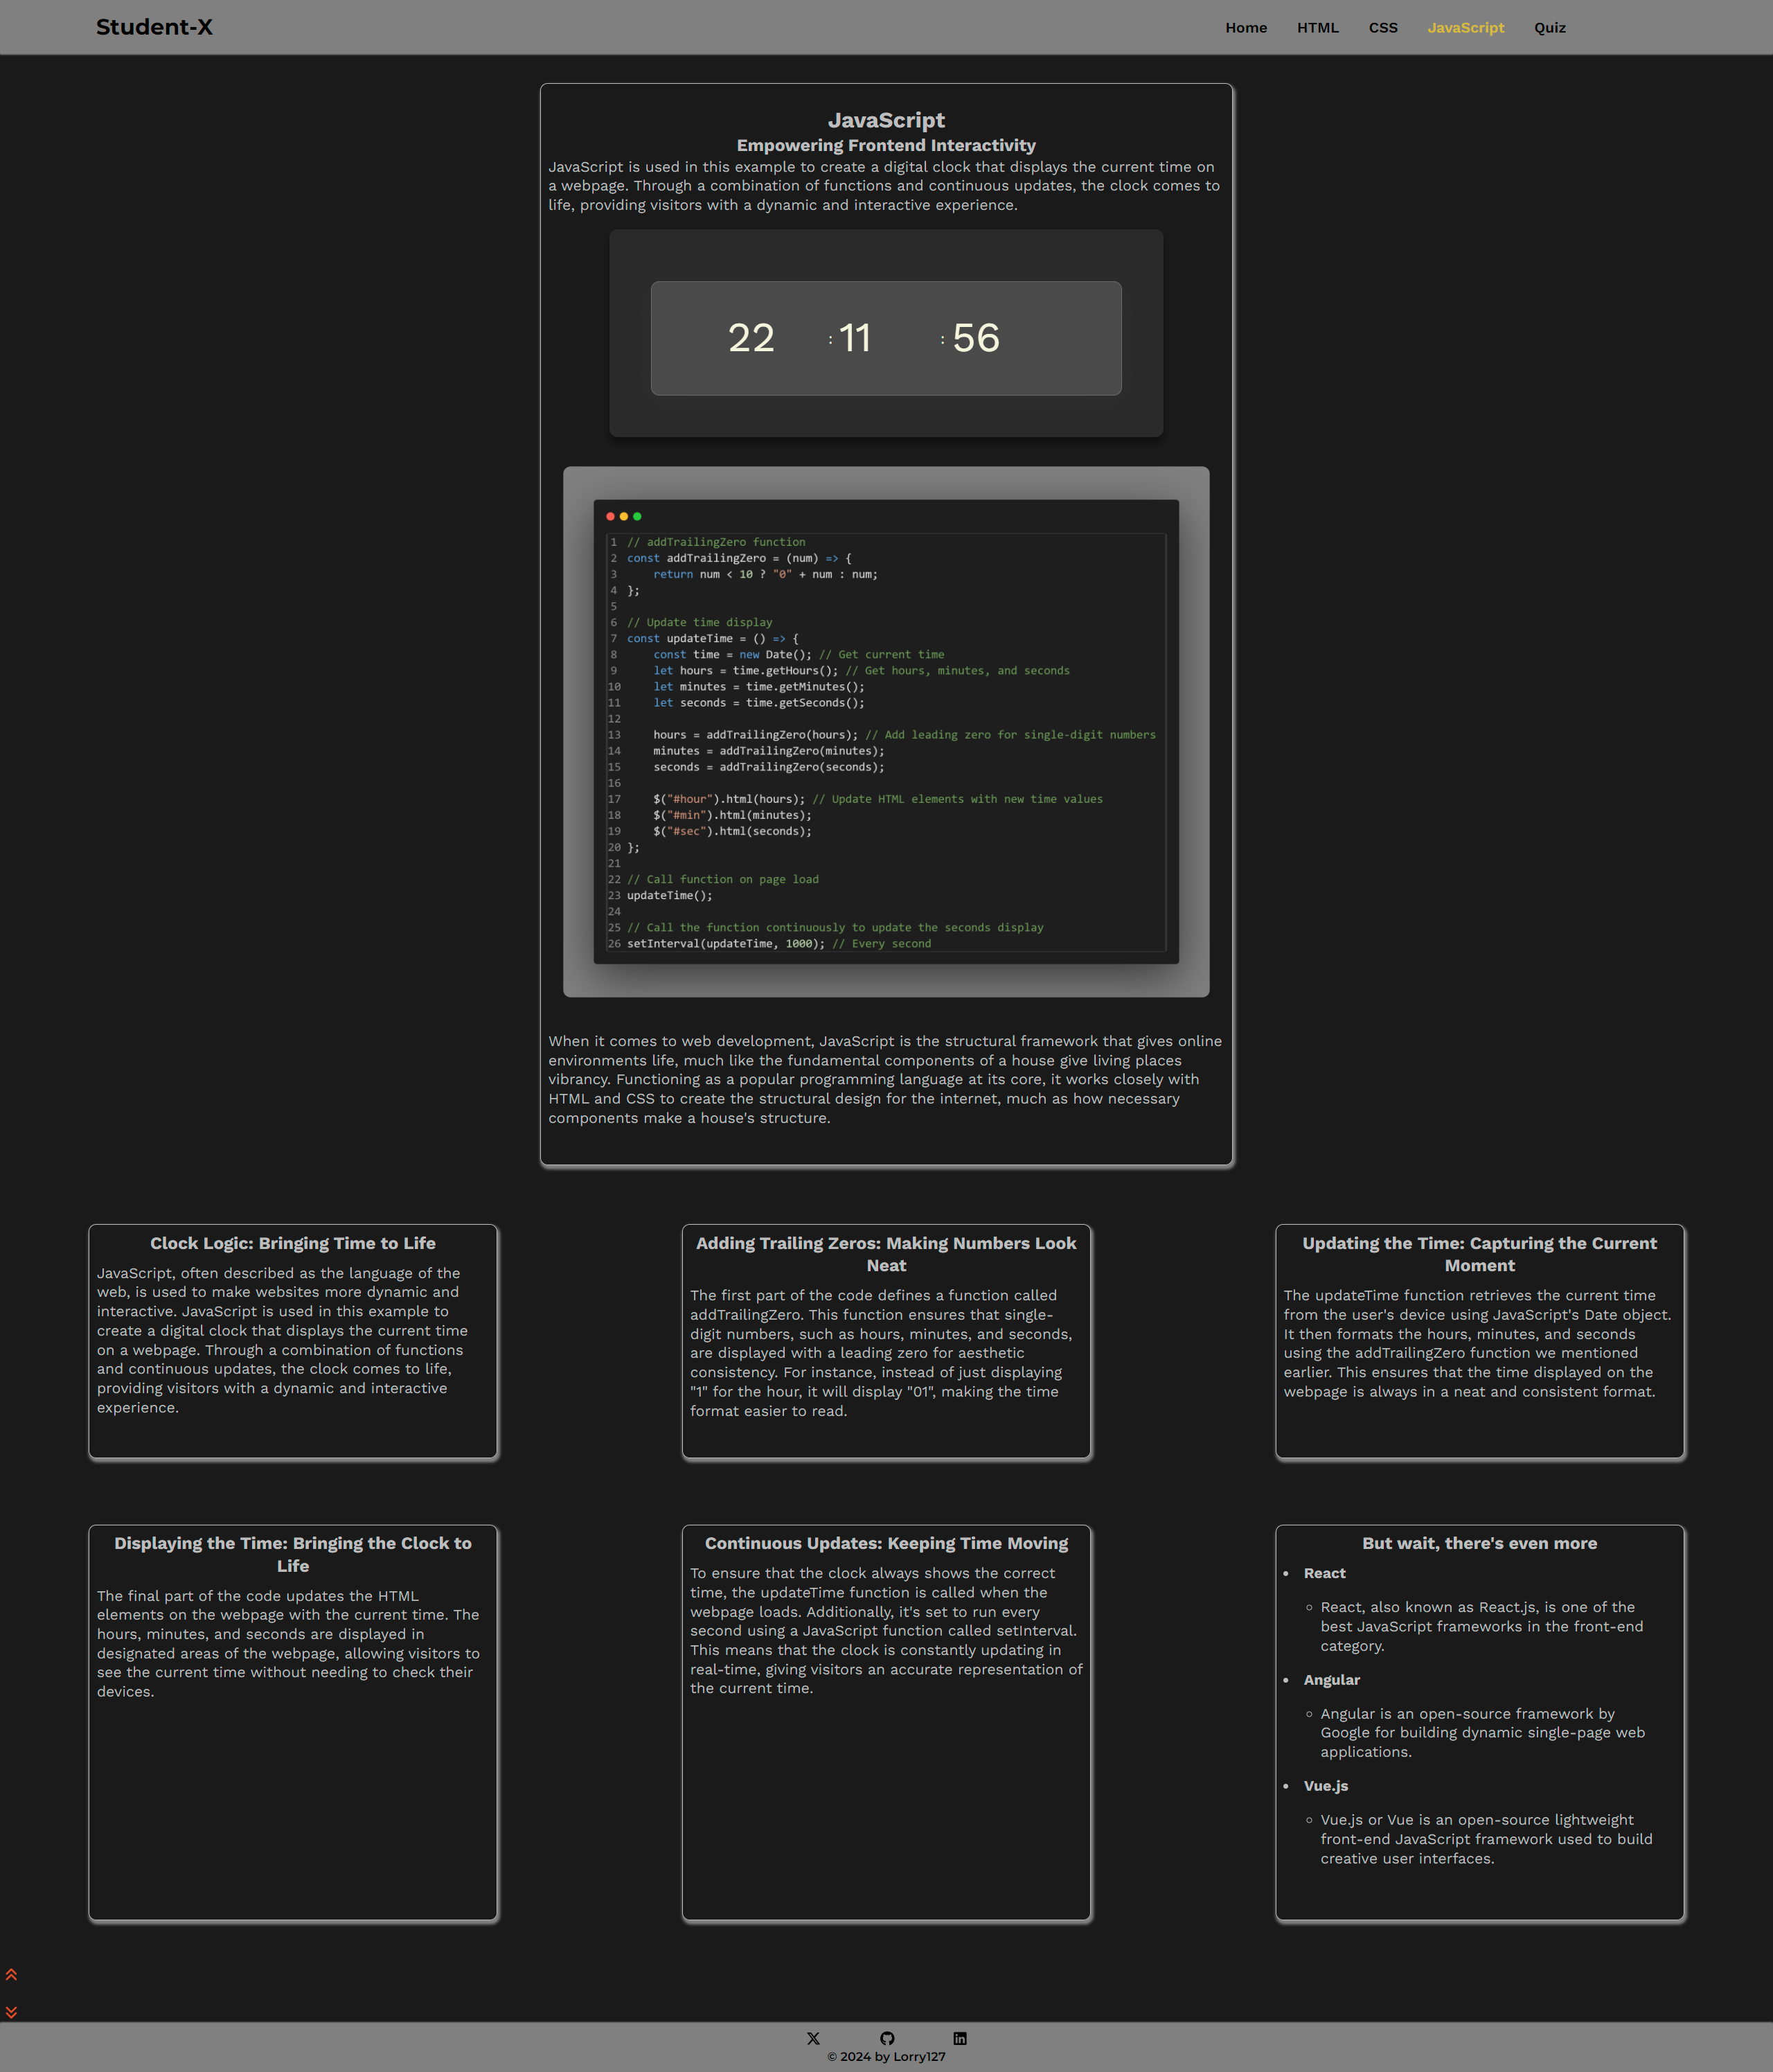 Student-X
Home HTML CSS JavaScript Quiz
JavaScript
Empowering Frontend Interactivity
JavaScript is used in this example to create a digital clock that displays the current time on
a webpage. Through a combination of functions and continuous updates, the clock comes to
life, providing visitors with a dynamic and interactive experience.
22 : 11 : 56
1 // addTrailingZero function
2 const addTrailingZero = (num) => {
3     return num < 10 ? "0" + num : num;
4 };
5
6 // Update time display
7 const updateTime = () => {
8     const time = new Date(); // Get current time
9     let hours = time.getHours(); // Get hours, minutes, and seconds
10     let minutes = time.getMinutes();
11     let seconds = time.getSeconds();
12
13     hours = addTrailingZero(hours); // Add leading zero for single-digit numbers
14     minutes = addTrailingZero(minutes);
15     seconds = addTrailingZero(seconds);
16
17     $("#hour").html(hours); // Update HTML elements with new time values
18     $("#min").html(minutes);
19     $("#sec").html(seconds);
20 };
21
22 // Call function on page load
23 updateTime();
24
25 // Call the function continuously to update the seconds display
26 setInterval(updateTime, 1000); // Every second
When it comes to web development, JavaScript is the structural framework that gives online
environments life, much like the fundamental components of a house give living places
vibrancy. Functioning as a popular programming language at its core, it works closely with
HTML and CSS to create the structural design for the internet, much as how necessary
components make a house's structure.
Clock Logic: Bringing Time to Life
JavaScript, often described as the language of the
web, is used to make websites more dynamic and
interactive. JavaScript is used in this example to
create a digital clock that displays the current time
on a webpage. Through a combination of functions
and continuous updates, the clock comes to life,
providing visitors with a dynamic and interactive
experience.
Adding Trailing Zeros: Making Numbers Look
Neat
The first part of the code defines a function called
addTrailingZero. This function ensures that single-
digit numbers, such as hours, minutes, and seconds,
are displayed with a leading zero for aesthetic
consistency. For instance, instead of just displaying
"1" for the hour, it will display "01", making the time
format easier to read.
Updating the Time: Capturing the Current
Moment
The updateTime function retrieves the current time
from the user's device using JavaScript's Date object.
It then formats the hours, minutes, and seconds
using the addTrailingZero function we mentioned
earlier. This ensures that the time displayed on the
webpage is always in a neat and consistent format.
Displaying the Time: Bringing the Clock to
Life
The final part of the code updates the HTML
elements on the webpage with the current time. The
hours, minutes, and seconds are displayed in
designated areas of the webpage, allowing visitors to
see the current time without needing to check their
devices.
Continuous Updates: Keeping Time Moving
To ensure that the clock always shows the correct
time, the updateTime function is called when the
webpage loads. Additionally, it's set to run every
second using a JavaScript function called setInterval.
This means that the clock is constantly updating in
real-time, giving visitors an accurate representation of
the current time.
But wait, there's even more
• React
◦ React, also known as React.js, is one of the
best JavaScript frameworks in the front-end
category.
• Angular
◦ Angular is an open-source framework by
Google for building dynamic single-page web
applications.
• Vue.js
◦ Vue.js or Vue is an open-source lightweight
front-end JavaScript framework used to build
creative user interfaces.
© 2024 by Lorry127